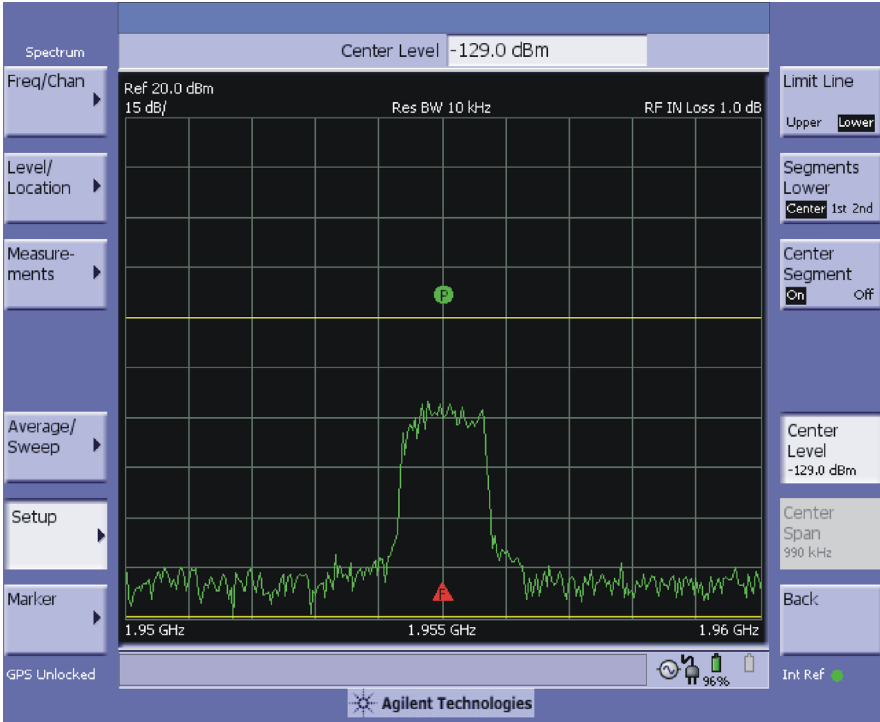 Spectrum
Center Level -129.0 dBm
Freq/Chan
Level/
Location
Measure-
ments
Average/
Sweep
Setup
Marker
GPS Unlocked
Ref 20.0 dBm
15 dB/ Res BW 10 kHz RF IN Loss 1.0 dB
P
F
1.95 GHz 1.955 GHz 1.96 GHz
96%
Agilent Technologies
Limit Line
Upper Lower
Segments
Lower
Center 1st 2nd
Center
Segment
On Off
Center
Level
-129.0 dBm
Center
Span
990 kHz
Back
Int Ref